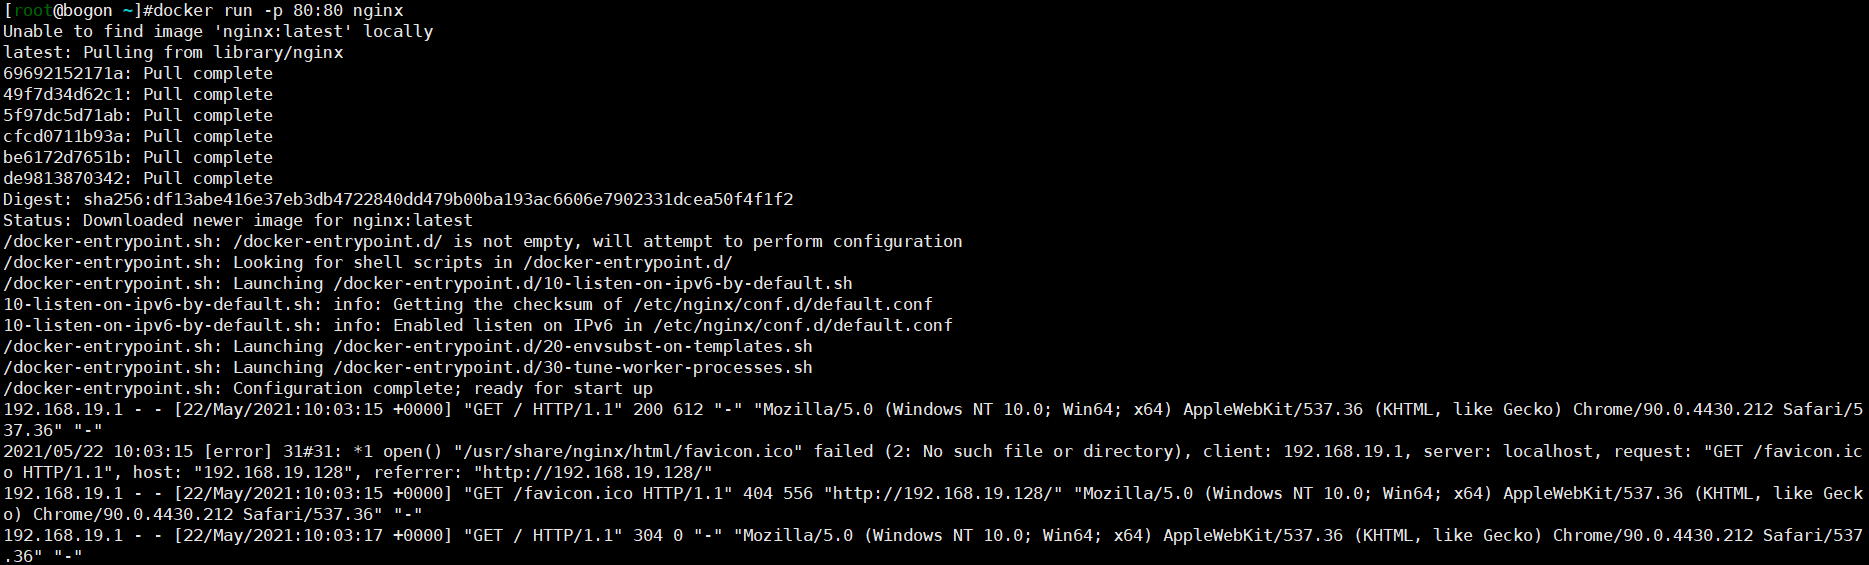 [root@bogon ~]#docker run -p 80:80 nginx
Unable to find image 'nginx:latest' locally
latest: Pulling from library/nginx
69692152171a: Pull complete
49f7d34d62c1: Pull complete
5f97dc5d71ab: Pull complete
cfcd0711b93a: Pull complete
be6172d7651b: Pull complete
de9813870342: Pull complete
Digest: sha256:df13abe416e37eb3db4722840dd479b00ba193ac6606e7902331dcea50f4f1f2
Status: Downloaded newer image for nginx:latest
/docker-entrypoint.sh: /docker-entrypoint.d/ is not empty, will attempt to perform configuration
/docker-entrypoint.sh: Looking for shell scripts in /docker-entrypoint.d/
/docker-entrypoint.sh: Launching /docker-entrypoint.d/10-listen-on-ipv6-by-default.sh
10-listen-on-ipv6-by-default.sh: info: Getting the checksum of /etc/nginx/conf.d/default.conf
10-listen-on-ipv6-by-default.sh: info: Enabled listen on IPv6 in /etc/nginx/conf.d/default.conf
/docker-entrypoint.sh: Launching /docker-entrypoint.d/20-envsubst-on-templates.sh
/docker-entrypoint.sh: Launching /docker-entrypoint.d/30-tune-worker-processes.sh
/docker-entrypoint.sh: Configuration complete; ready for start up
192.168.19.1 - - [22/May/2021:10:03:15 +0000] "GET / HTTP/1.1" 200 612 "-" "Mozilla/5.0 (Windows NT 10.0; Win64; x64) AppleWebKit/537.36 (KHTML, like Gecko) Chrome/90.0.4430.212 Safari/5
37.36" "-"
2021/05/22 10:03:15 [error] 31#31: *1 open() "/usr/share/nginx/html/favicon.ico" failed (2: No such file or directory), client: 192.168.19.1, server: localhost, request: "GET /favicon.ic
o HTTP/1.1", host: "192.168.19.128", referrer: "http://192.168.19.128/"
192.168.19.1 - - [22/May/2021:10:03:15 +0000] "GET /favicon.ico HTTP/1.1" 404 556 "http://192.168.19.128/" "Mozilla/5.0 (Windows NT 10.0; Win64; x64) AppleWebKit/537.36 (KHTML, like Geck
o) Chrome/90.0.4430.212 Safari/537.36" "-"
192.168.19.1 - - [22/May/2021:10:03:17 +0000] "GET / HTTP/1.1" 304 0 "-" "Mozilla/5.0 (Windows NT 10.0; Win64; x64) AppleWebKit/537.36 (KHTML, like Gecko) Chrome/90.0.4430.212 Safari/537
.36" "-"